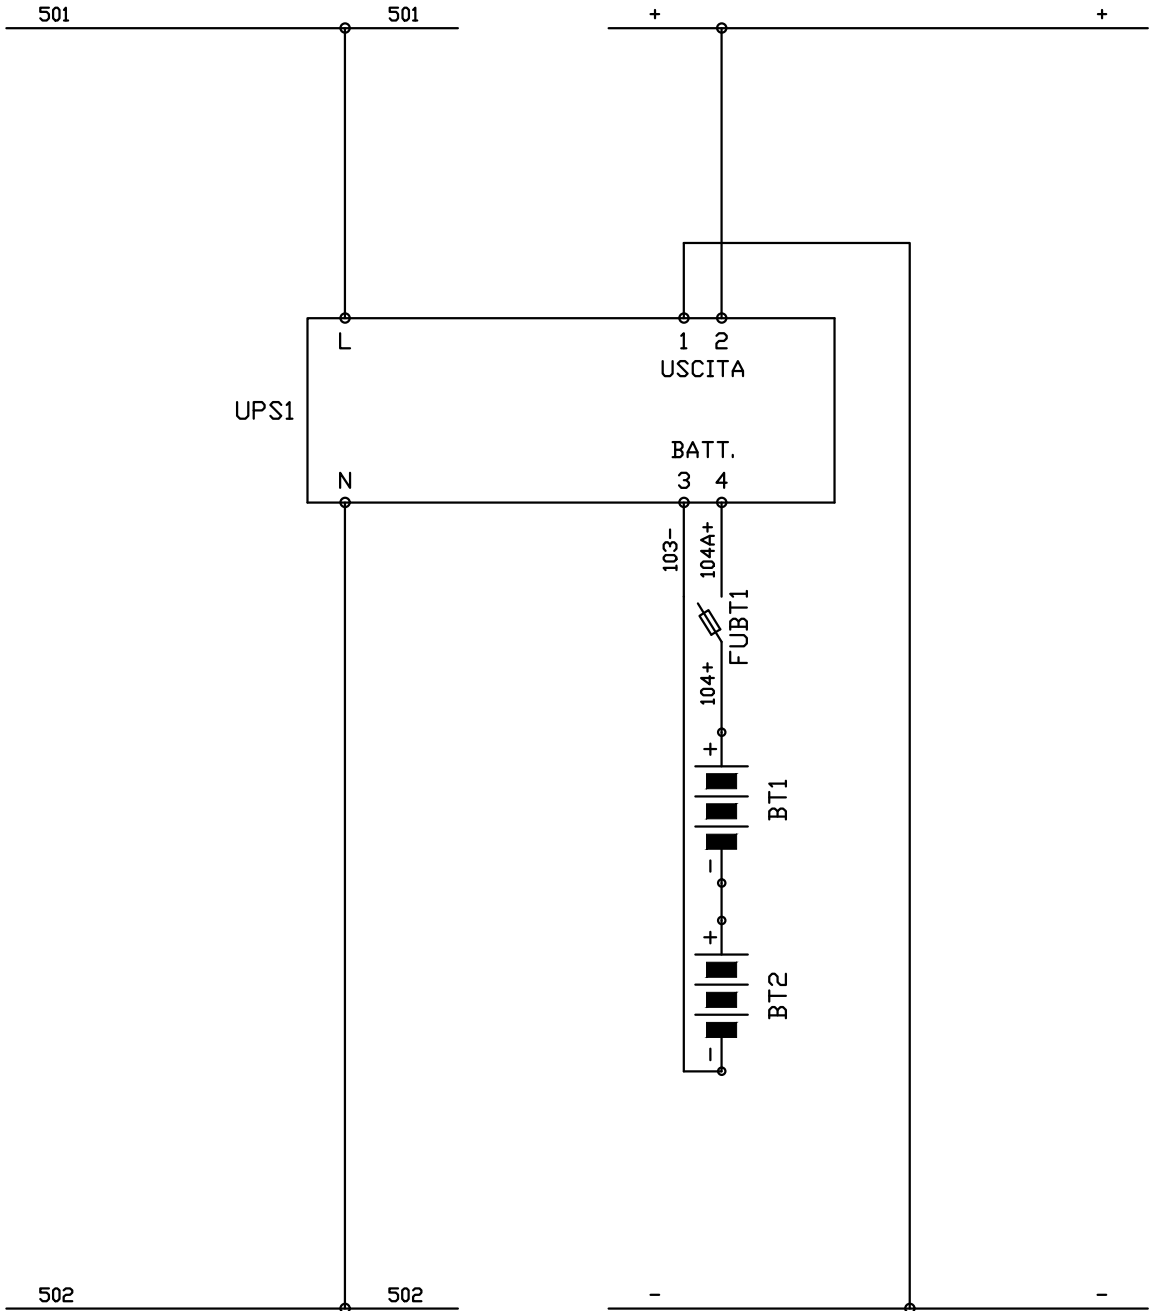 501 501 + +
L 1 2
USCITA
UPS1
BATT.
N 3 4
103-
104A+
FUBT1
104+
+
BT1
-
+
BT2
-
502 502 - -